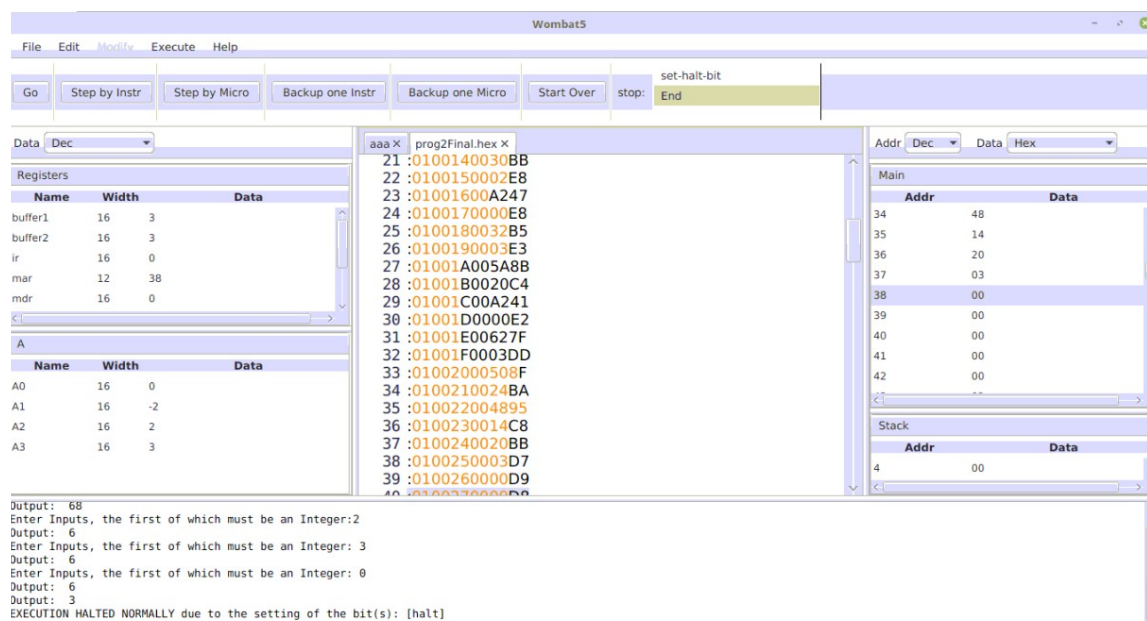 Wombat5
File Edit Modify Execute Help
Go Step by Instr Step by Micro Backup one Instr Backup one Micro Start Over stop: set-halt-bit
End
Data Dec
Registers
Name Width Data
buffer1 16 3
buffer2 16 3
ir 16 0
mar 12 38
mdr 16 0
A
Name Width Data
A0 16 0
A1 16 -2
A2 16 2
A3 16 3
aaa × prog2Final.hex ×
21 :0100140030BB
22 :0100150002E8
23 :01001600A247
24 :0100170000E8
25 :0100180032B5
26 :0100190003E3
27 :01001A005A8B
28 :01001B0020C4
29 :01001C00A241
30 :01001D0000E2
31 :01001E00627F
32 :01001F0003DD
33 :01002000508F
34 :0100210024BA
35 :010022004895
36 :0100230014C8
37 :0100240020BB
38 :0100250003D7
39 :0100260000D9
40 :0100270000D8
Addr Dec Data Hex
Main
Addr Data
34 48
35 14
36 20
37 03
38 00
39 00
40 00
41 00
42 00
Stack
Addr Data
4 00
Output: 68
Enter Inputs, the first of which must be an Integer:2
Output: 6
Enter Inputs, the first of which must be an Integer: 3
Output: 6
Enter Inputs, the first of which must be an Integer: 0
Output: 6
Output: 3
EXECUTION HALTED NORMALLY due to the setting of the bit(s): [halt]